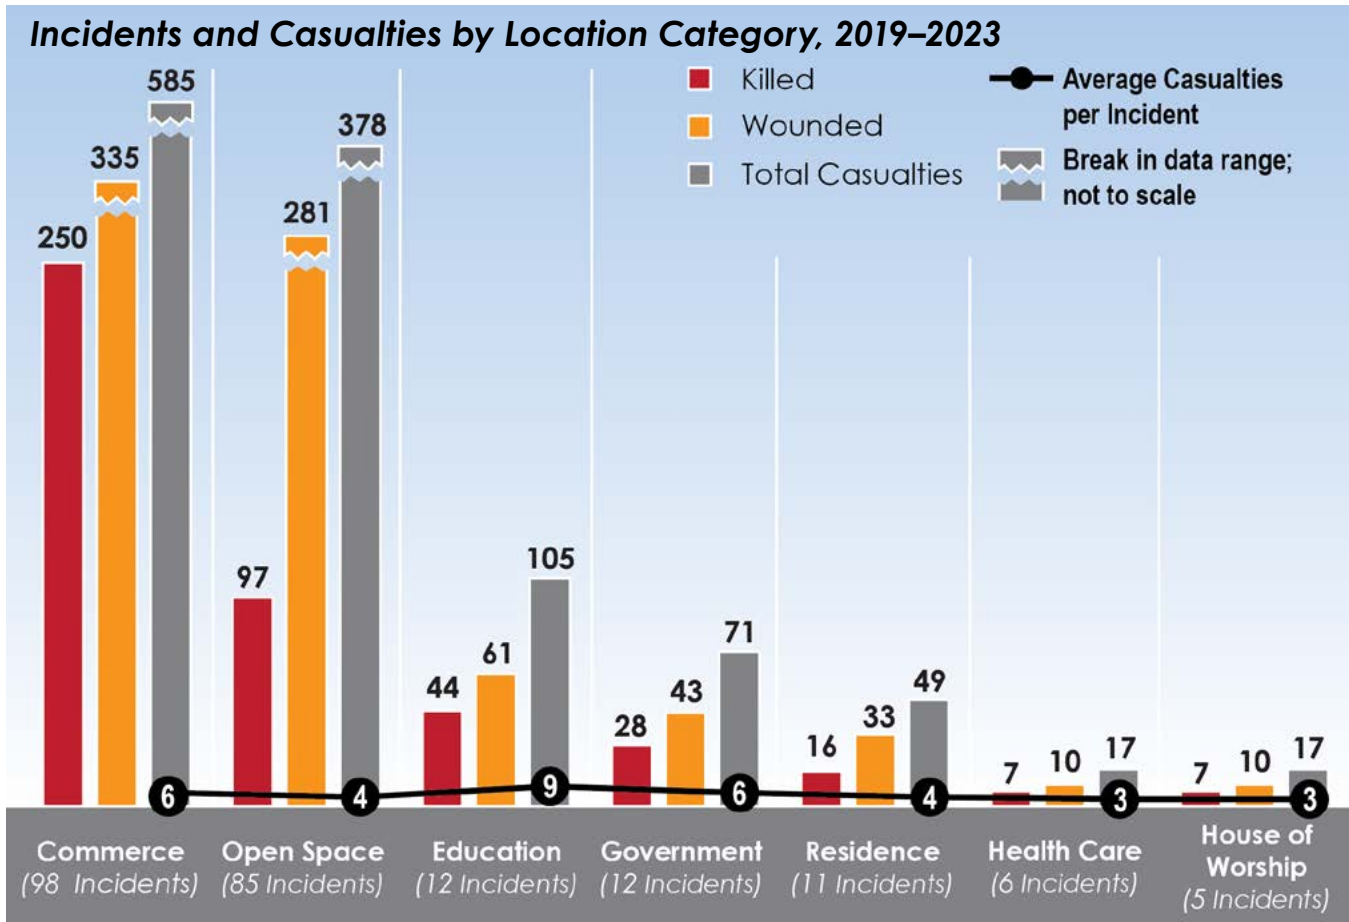 Incidents and Casualties by Location Category, 2019–2023
Killed
Wounded
Total Casualties
Average Casualties
per Incident
Break in data range;
not to scale
250
335
585
97
281
378
44
61
105
28
43
71
16
33
49
7
10
17
7
10
17
6
4
9
6
4
3
3
Commerce
(98 Incidents)
Open Space
(85 Incidents)
Education
(12 Incidents)
Government
(12 Incidents)
Residence
(11 Incidents)
Health Care
(6 Incidents)
House of
Worship
(5 Incidents)